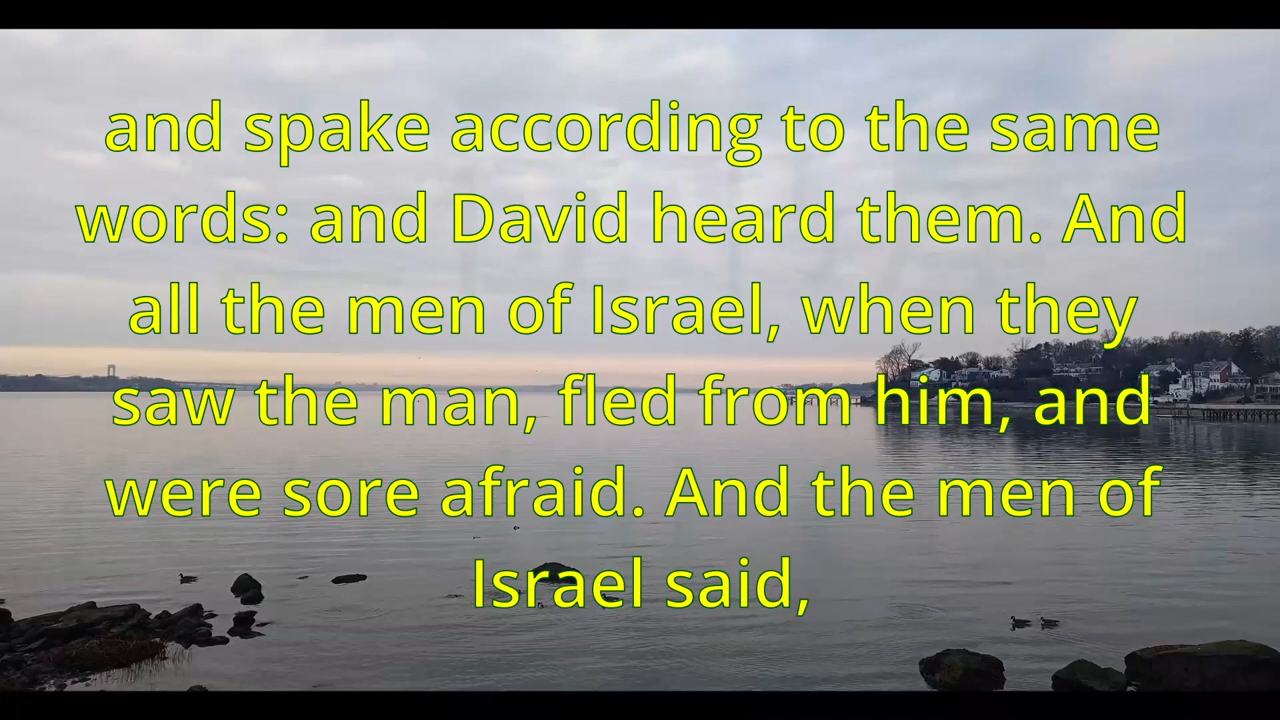 and spake according to the same
words: and David heard them. And
all the men of Israel, when they
saw the man, fled from him, and
were sore afraid. And the men of
Israel said,